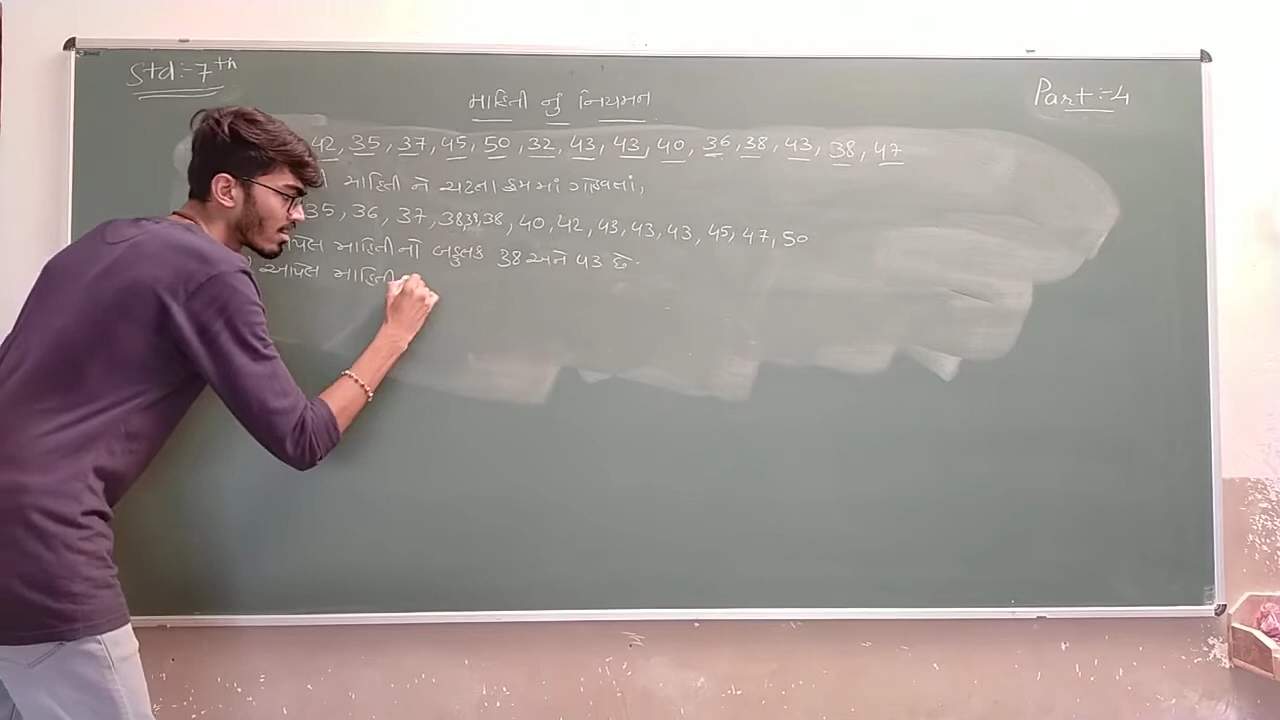 Std:-7th
Part:-4
માહિતી નું નિયમન
42, 35, 37, 45, 50, 32, 43, 43, 40, 36, 38, 43, 38, 47
માહિતી ને ચઢતા ક્રમમાં ગોઠવતાં,
35, 36, 37, 38,38,38, 40, 42, 43, 43, 43, 45, 47, 50
માહિતીનો બહુલક 38 અને 43 છે.
આપેલ માહિતી